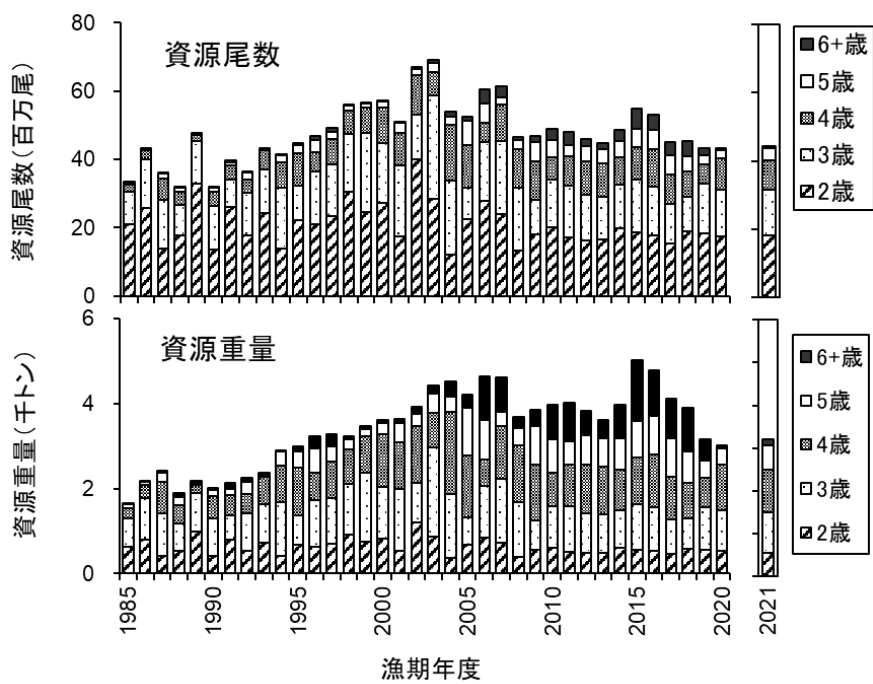 資源尾数
資源尾数(百万尾)
80
60
40
20
0
6+歳
5歳
4歳
3歳
2歳
資源重量
資源重量(千トン)
6
4
2
0
6+歳
5歳
4歳
3歳
2歳
1985
1990
1995
2000
2005
2010
2015
2020
2021
漁期年度